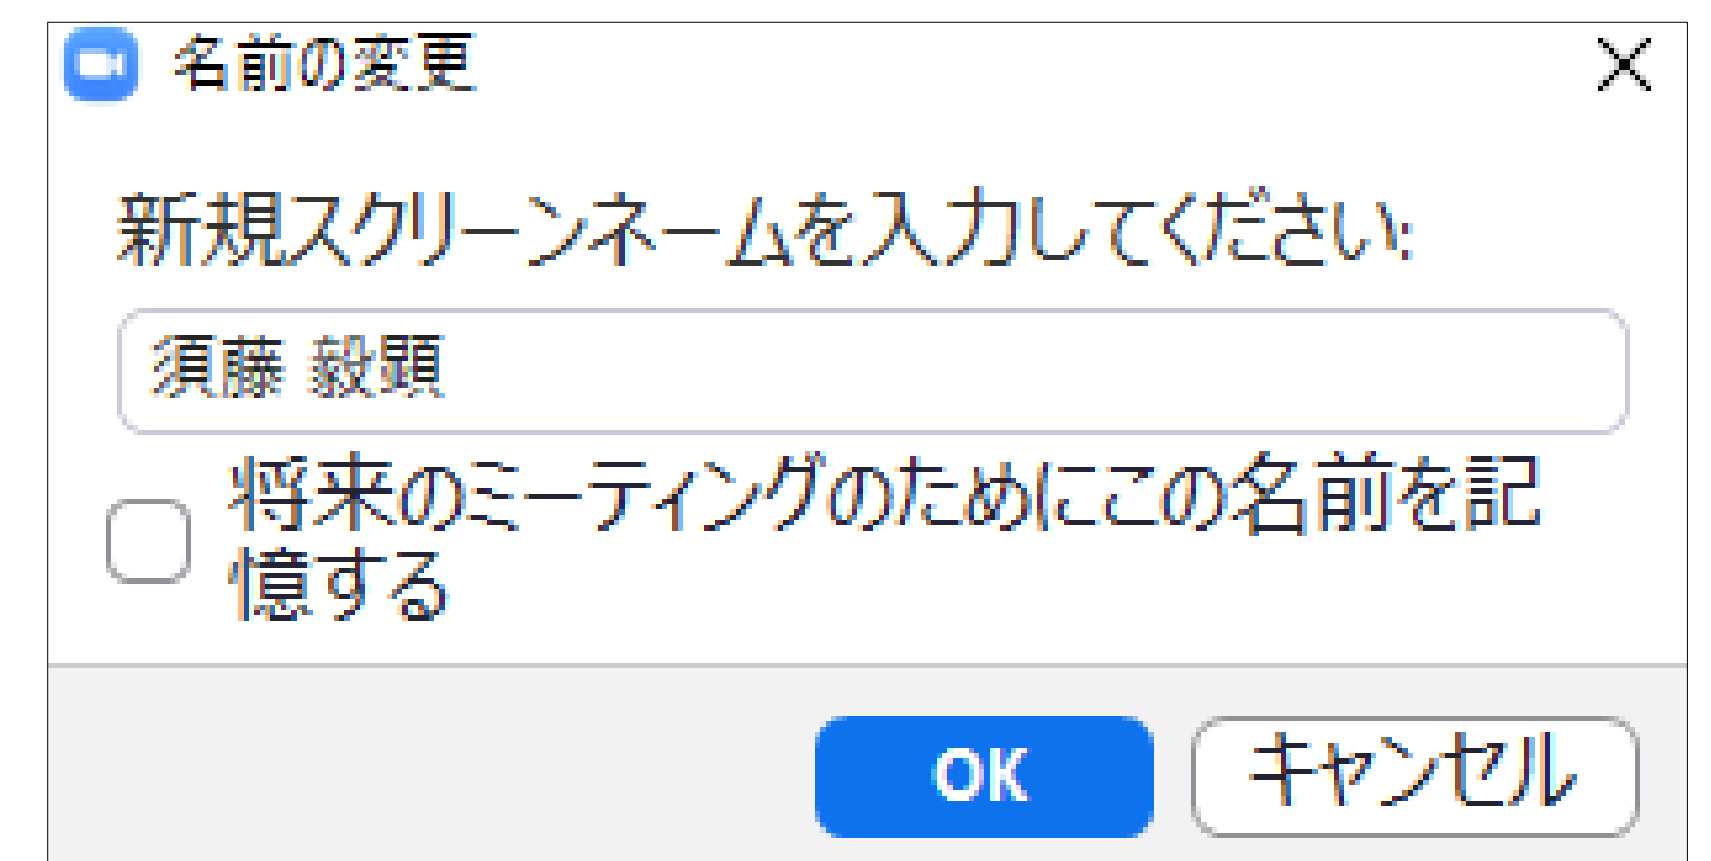 名前の変更
新規スクリーンネームを入力してください:
須藤 毅顕
将来のミーティングのためにこの名前を記
憶する
OK キャンセル